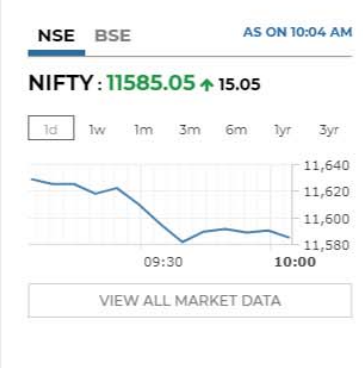 NSE BSE AS ON 10:04 AM
NIFTY : 11585.05 ↑ 15.05
1d 1w 1m 3m 6m 1yr 3yr
11,640
11,620
11,600
11,580
09:30 10:00
VIEW ALL MARKET DATA